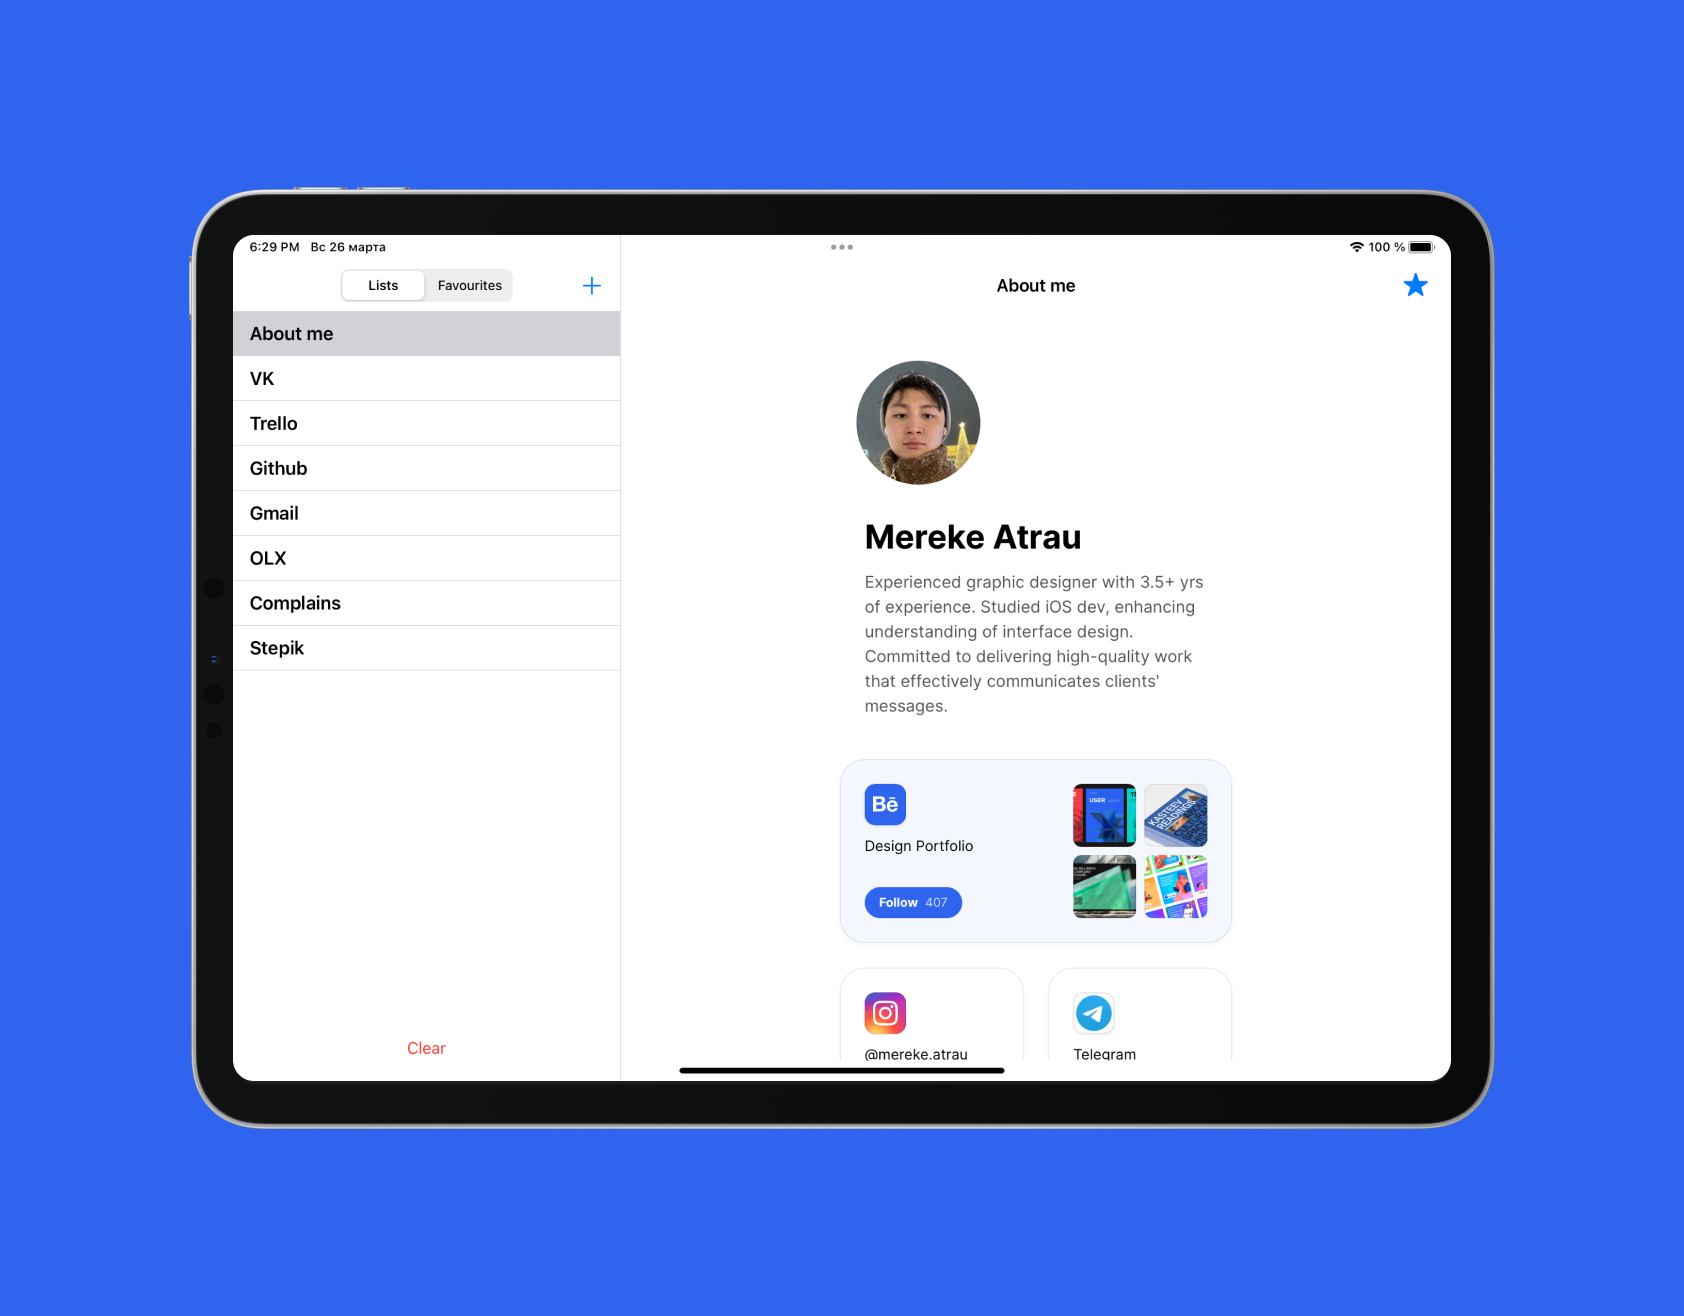 6:29 PM Вс 26 марта
100 %
Lists
Favourites
About me
VK
Trello
Github
Gmail
OLX
Complains
Stepik
Clear
About me
Mereke Atrau
Experienced graphic designer with 3.5+ yrs
of experience. Studied iOS dev, enhancing
understanding of interface design.
Committed to delivering high-quality work
that effectively communicates clients'
messages.
Bē
Design Portfolio
Follow 407
USER
KASTEEV
READINGS
@mereke.atrau
Telegram